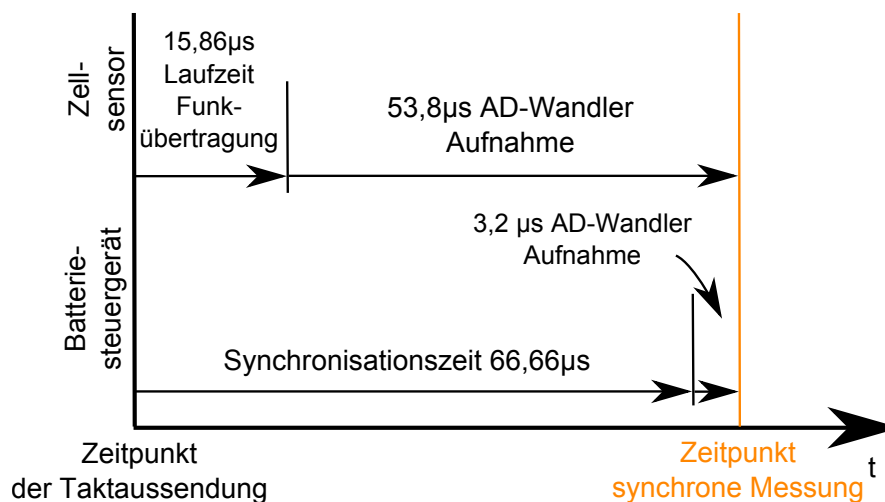 Zell-
sensor
15,86µs
Laufzeit
Funk-
übertragung
53,8µs AD-Wandler
Aufnahme
Batterie-
steuergerät
3,2 µs AD-Wandler
Aufnahme
Synchronisationszeit 66,66µs
Zeitpunkt
der Taktaussendung
Zeitpunkt
synchrone Messung
t